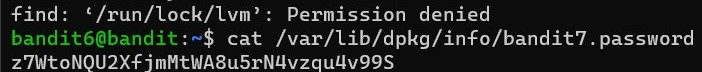 find: ‘/run/lock/lvm’: Permission denied
bandit6@bandit:~$ cat /var/lib/dpkg/info/bandit7.password
z7WtoNQU2XfjmMtWA8u5rN4vzqu4v99S